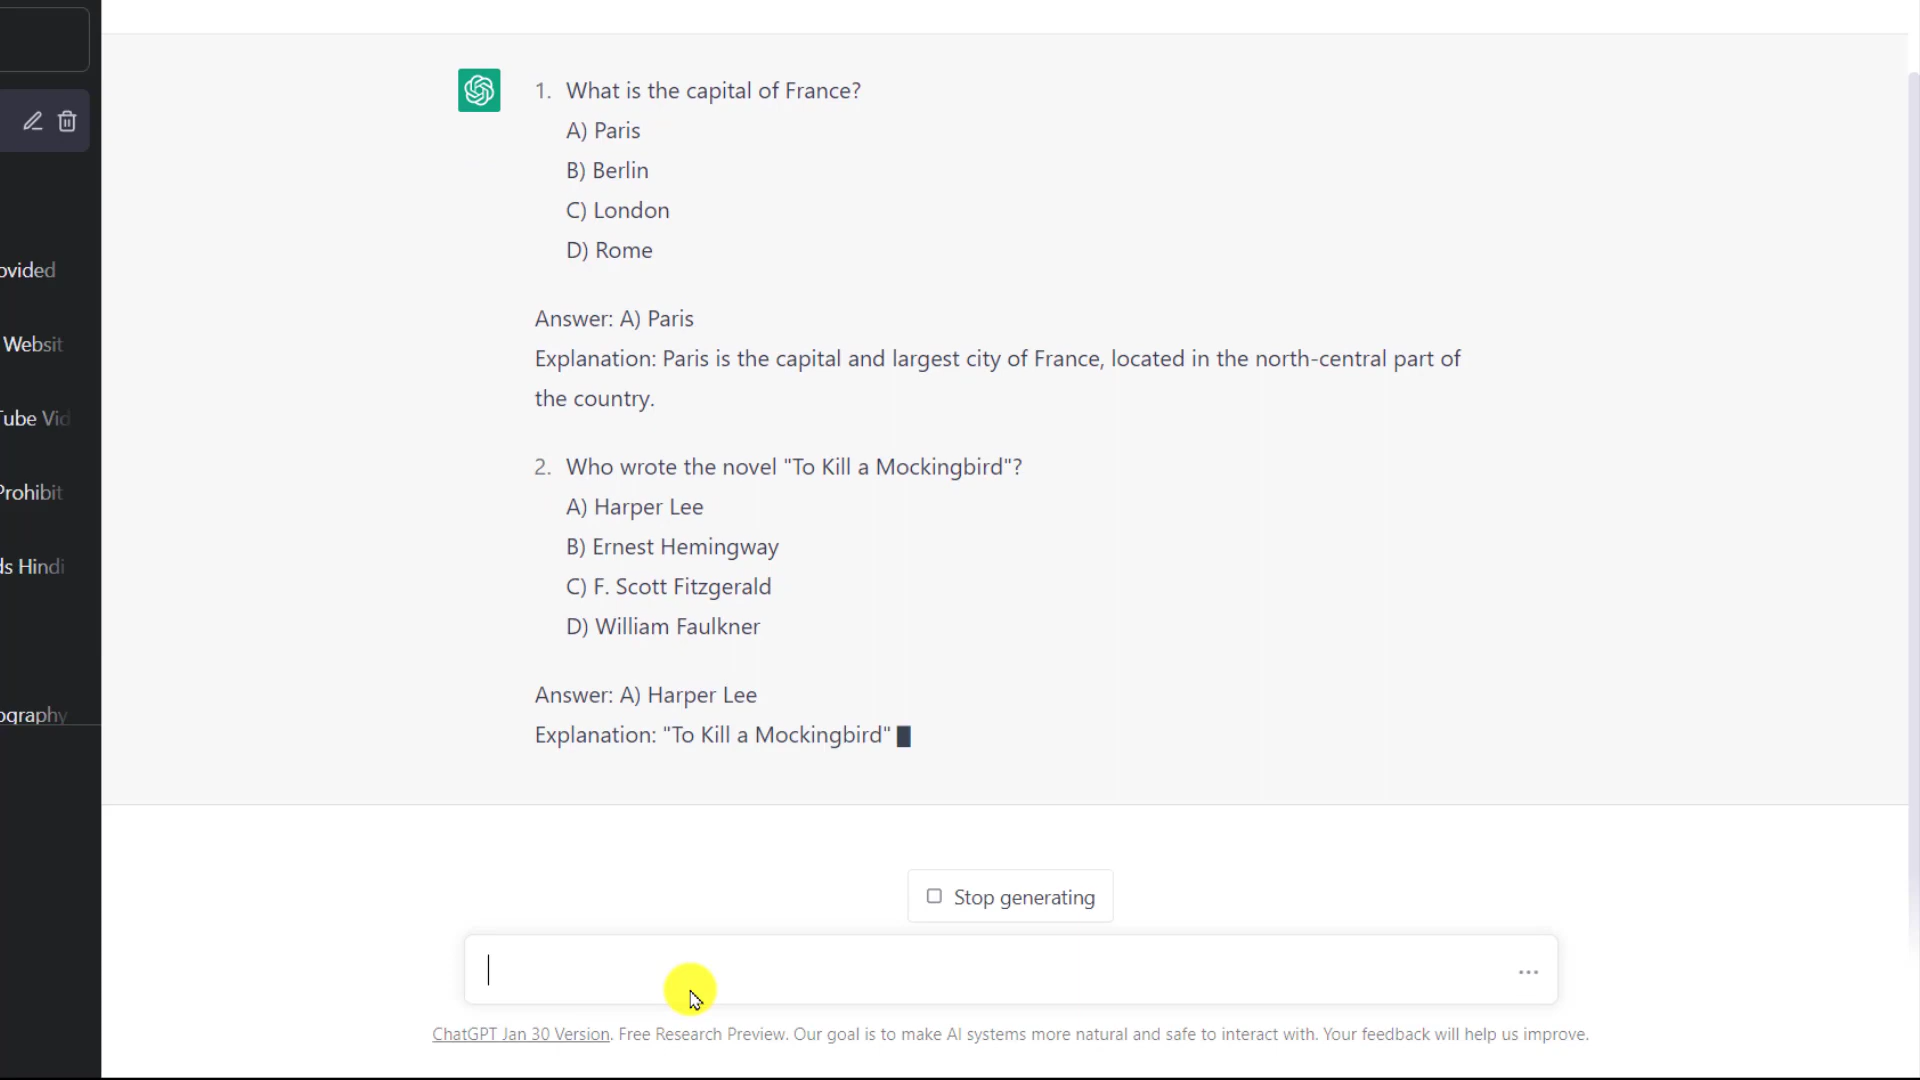 1. What is the capital of France?
A) Paris
B) Berlin
C) London
D) Rome
Answer: A) Paris
Explanation: Paris is the capital and largest city of France, located in the north-central part of
the country.
2. Who wrote the novel "To Kill a Mockingbird"?
A) Harper Lee
B) Ernest Hemingway
C) F. Scott Fitzgerald
D) William Faulkner
Answer: A) Harper Lee
Explanation: "To Kill a Mockingbird"
ovided
Websit
Tube Vid
Prohibit
ds Hindi
ography
Stop generating
ChatGPT Jan 30 Version. Free Research Preview. Our goal is to make AI systems more natural and safe to interact with. Your feedback will help us improve.